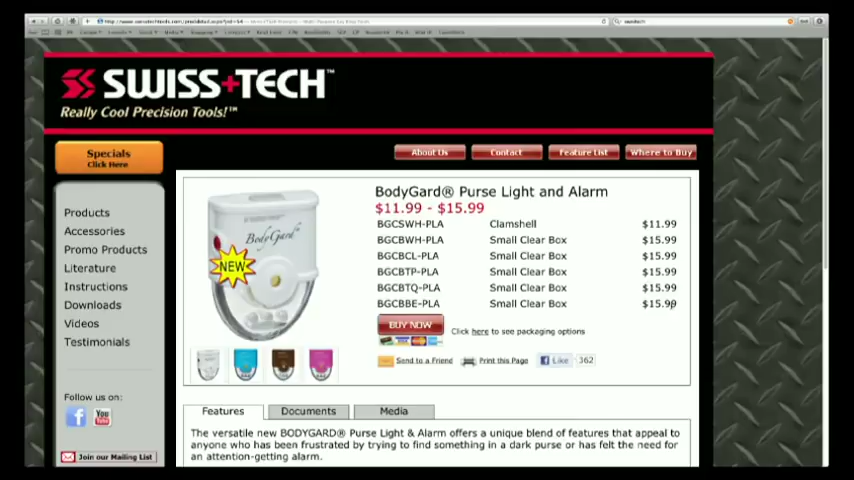 SWISS+TECH™
Really Cool Precision Tools!™
Specials
Click Here
About Us
Contact
Feature List
Where to Buy
Products
Accessories
Promo Products
Literature
Instructions
Downloads
Videos
Testimonials
Follow us on:
f
You
Join our Mailing List
BodyGard
NEW
BodyGard® Purse Light and Alarm
$11.99 - $15.99
BGCSWH-PLA Clamshell $11.99
BGCBWH-PLA Small Clear Box $15.99
BGCBCL-PLA Small Clear Box $15.99
BGCBTP-PLA Small Clear Box $15.99
BGCBTQ-PLA Small Clear Box $15.99
BGCBBE-PLA Small Clear Box $15.99
BUY NOW
Click here to see packaging options
Send to a Friend
Print this Page
Like 362
Features
Documents
Media
The versatile new BODYGARD® Purse Light & Alarm offers a unique blend of features that appeal to
anyone who has been frustrated by trying to find something in a dark purse or has felt the need for
an attention-getting alarm.